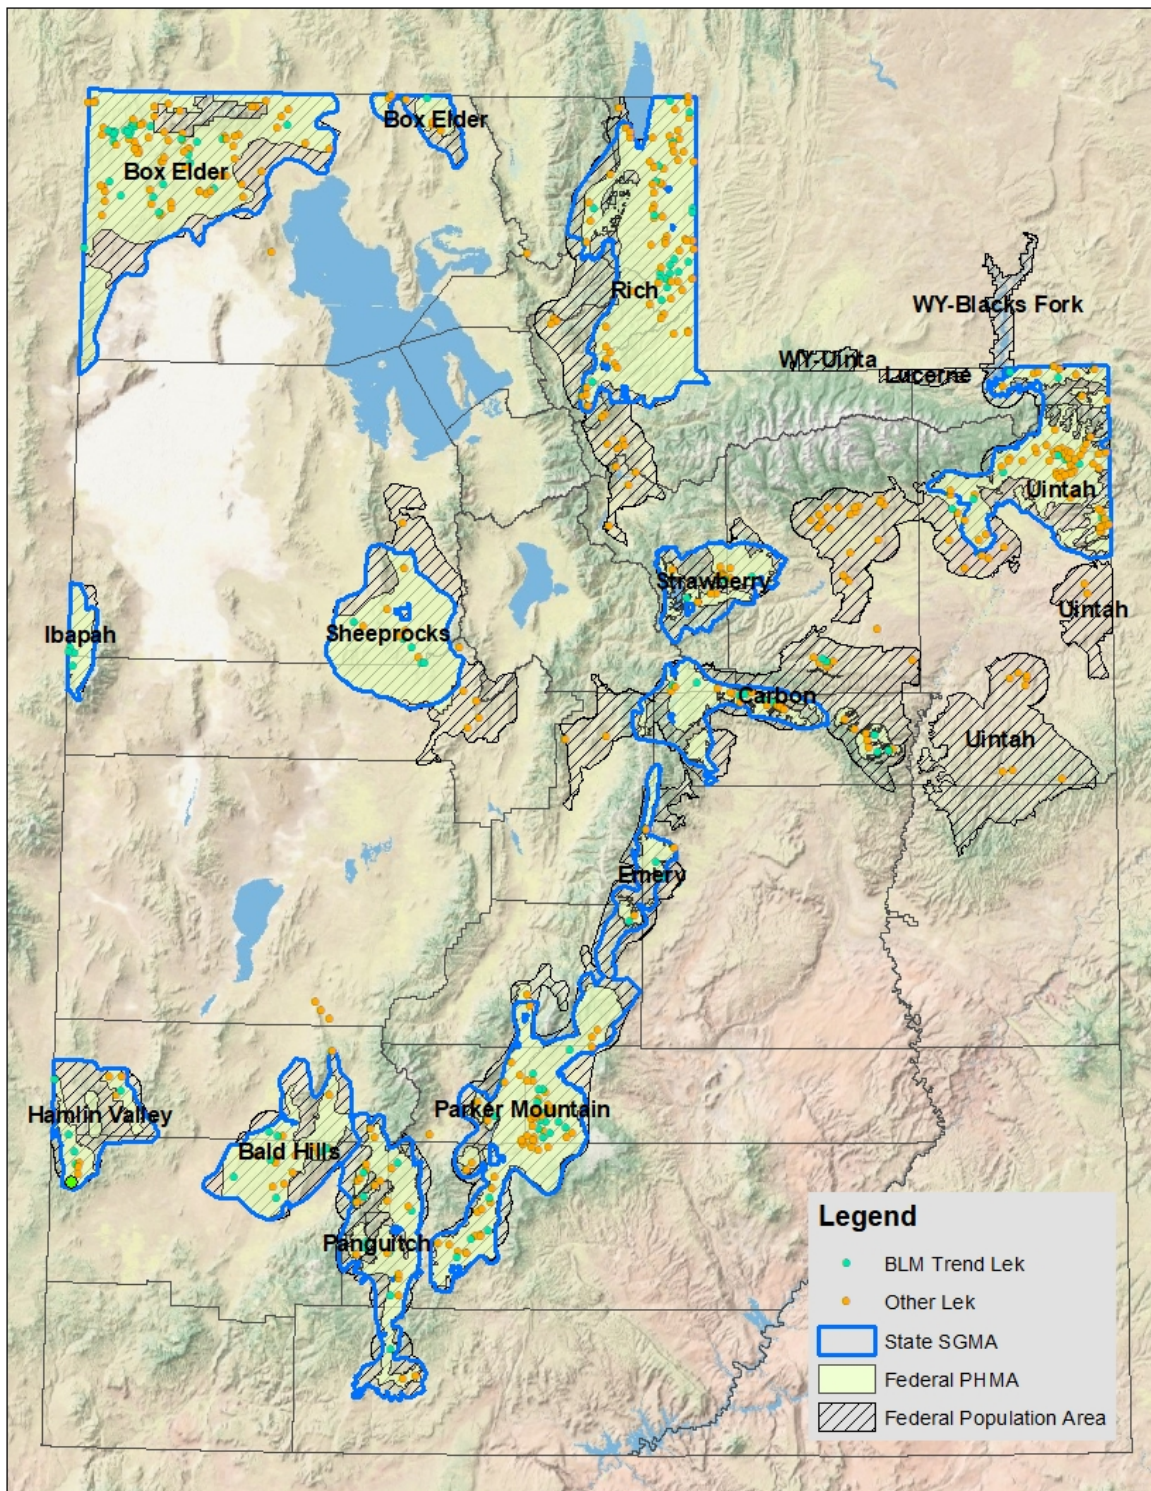 Box Elder
Box Elder
Rich
WY-Blacks Fork
WY-Uinta
Lucerne
Uintah
Strawberry
Uintah
Ibapah
Sheeprocks
Carbon
Uintah
Emery
Hamlin Valley
Parker Mountain
Bald Hills
Panguitch
Legend
BLM Trend Lek
Other Lek
State SGMA
Federal PHMA
Federal Population Area